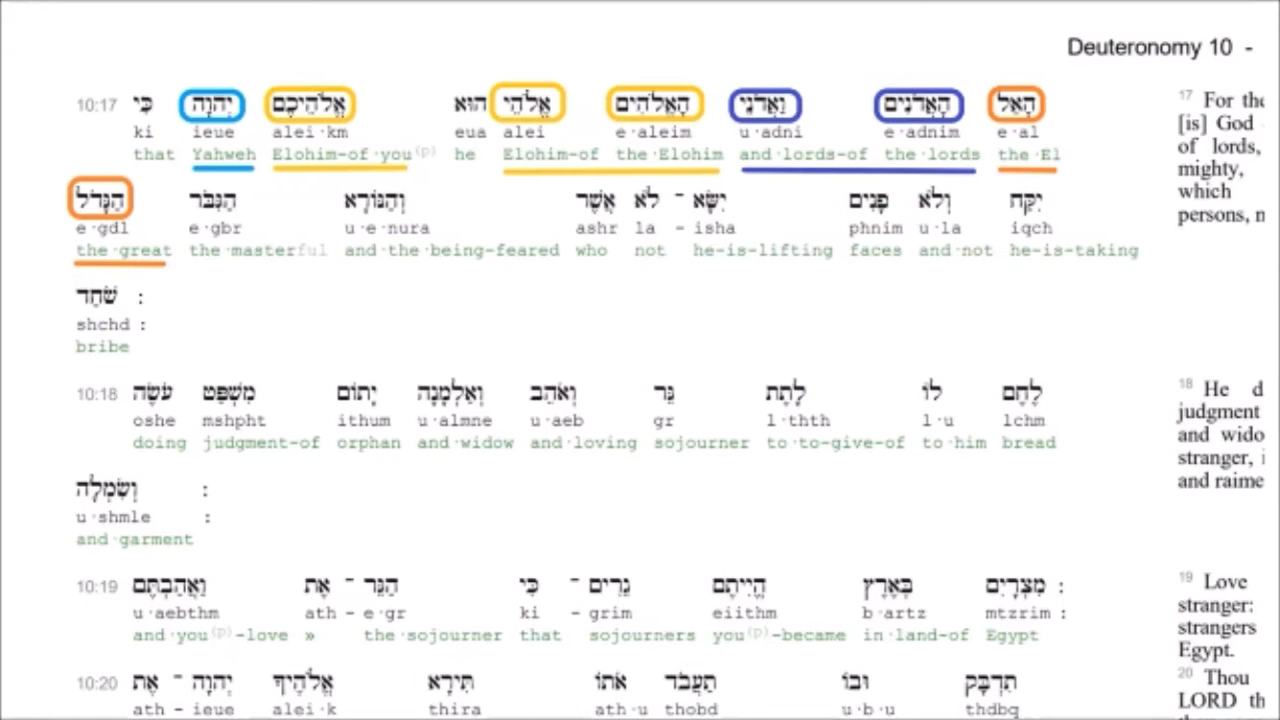 Deuteronomy 10 -
10:17 כִּי יְהוָה אֱלֹהֵיכֶם הוּא אֱלֹהֵי הָאֱלֹהִים וַאֲדֹנֵי הָאֲדֹנִים הָאֵל
ki ieue alei·km eua alei e·aleim u·adni e·adnim e·al
that Yahweh Elohim-of·you(p) he Elohim-of the·Elohim and·lords-of the·lords the·El
הַגָּדֹל הַגִּבֹּר וְהַנּוֹרָא אֲשֶׁר לֹא ־ יִשָּׂא פָנִים וְלֹא יִקַּח
e·gdl e·gbr u·e·nura ashr la - isha phnim u·la iqch
the·great the·masterful and·the·being-feared who not he-is-lifting faces and·not he-is-taking
שֹׁחַד :
shchd :
bribe
10:18 עֹשֶׂה מִשְׁפַּט יָתוֹם וְאַלְמָנָה וְאֹהֵב גֵּר לָתֶת לוֹ לֶחֶם
oshe mshpht ithum u·almne u·aeb gr l·thth l·u lchm
doing judgment-of orphan and·widow and·loving sojourner to·to-give-of to·him bread
וְשִׂמְלָה :
u·shmle :
and·garment
10:19 וַאֲהַבְתֶּם אֶת ־ הַגֵּר כִּי ־ גֵרִים הֱיִיתֶם בְּאֶרֶץ מִצְרָיִם :
u·aebthm ath - e·gr ki - grim eiithm b·artz mtzrim :
and·you(p)-love » the·sojourner that sojourners you(p)-became in·land-of Egypt
10:20 אֶת ־ יְהוָה אֱלֹהֶיךָ תִּירָא אֹתוֹ תַעֲבֹד וּבוֹ תִדְבָּק
ath - ieue alei·k thira ath·u thobd u·b·u thdbq
17 For the
[is] God
of lords,
mighty,
which
persons,
18 He d
judgment
and wido
stranger, i
and raime
19 Love
stranger:
strangers
Egypt.
20 Thou
LORD th